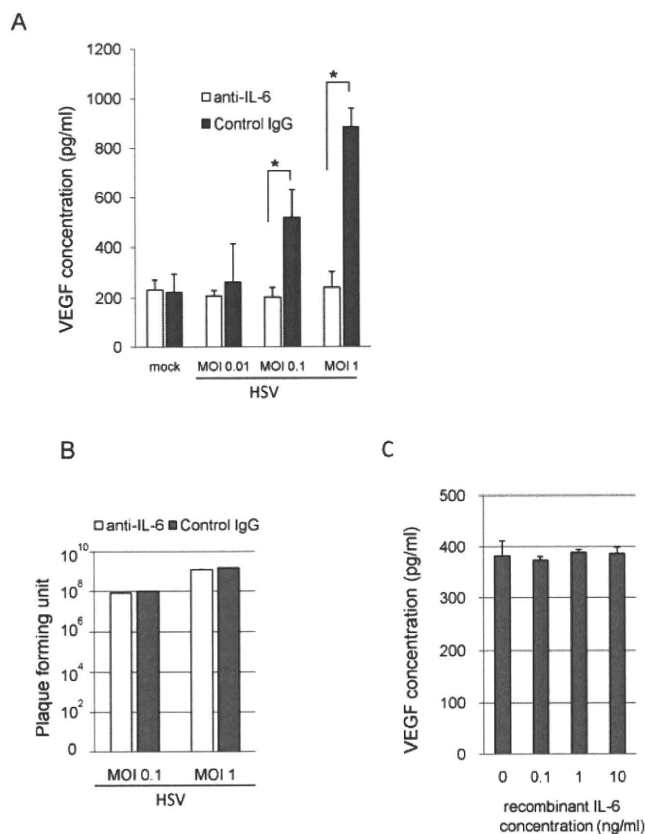 A
1200
1000
800
600
400
200
0
VEGF concentration (pg/ml)
anti-IL-6
Control IgG
*
*
mock
MOI 0.01
MOI 0.1
MOI 1
HSV
B
anti-IL-6
Control IgG
10^10
10^8
10^6
10^4
10^2
0
Plaque forming unit
MOI 0.1
MOI 1
HSV
C
500
400
300
200
100
0
VEGF concentration (pg/ml)
0 0.1 1 10
recombinant IL-6
concentration (ng/ml)